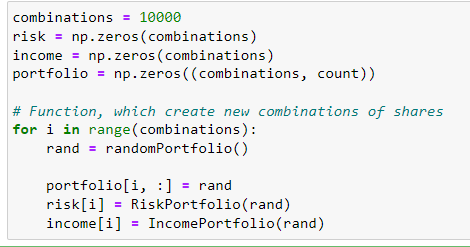 combinations = 10000
risk = np.zeros(combinations)
income = np.zeros(combinations)
portfolio = np.zeros((combinations, count))

# Function, which create new combinations of shares
for i in range(combinations):
    rand = randomPortfolio()

    portfolio[i, :] = rand
    risk[i] = RiskPortfolio(rand)
    income[i] = IncomePortfolio(rand)